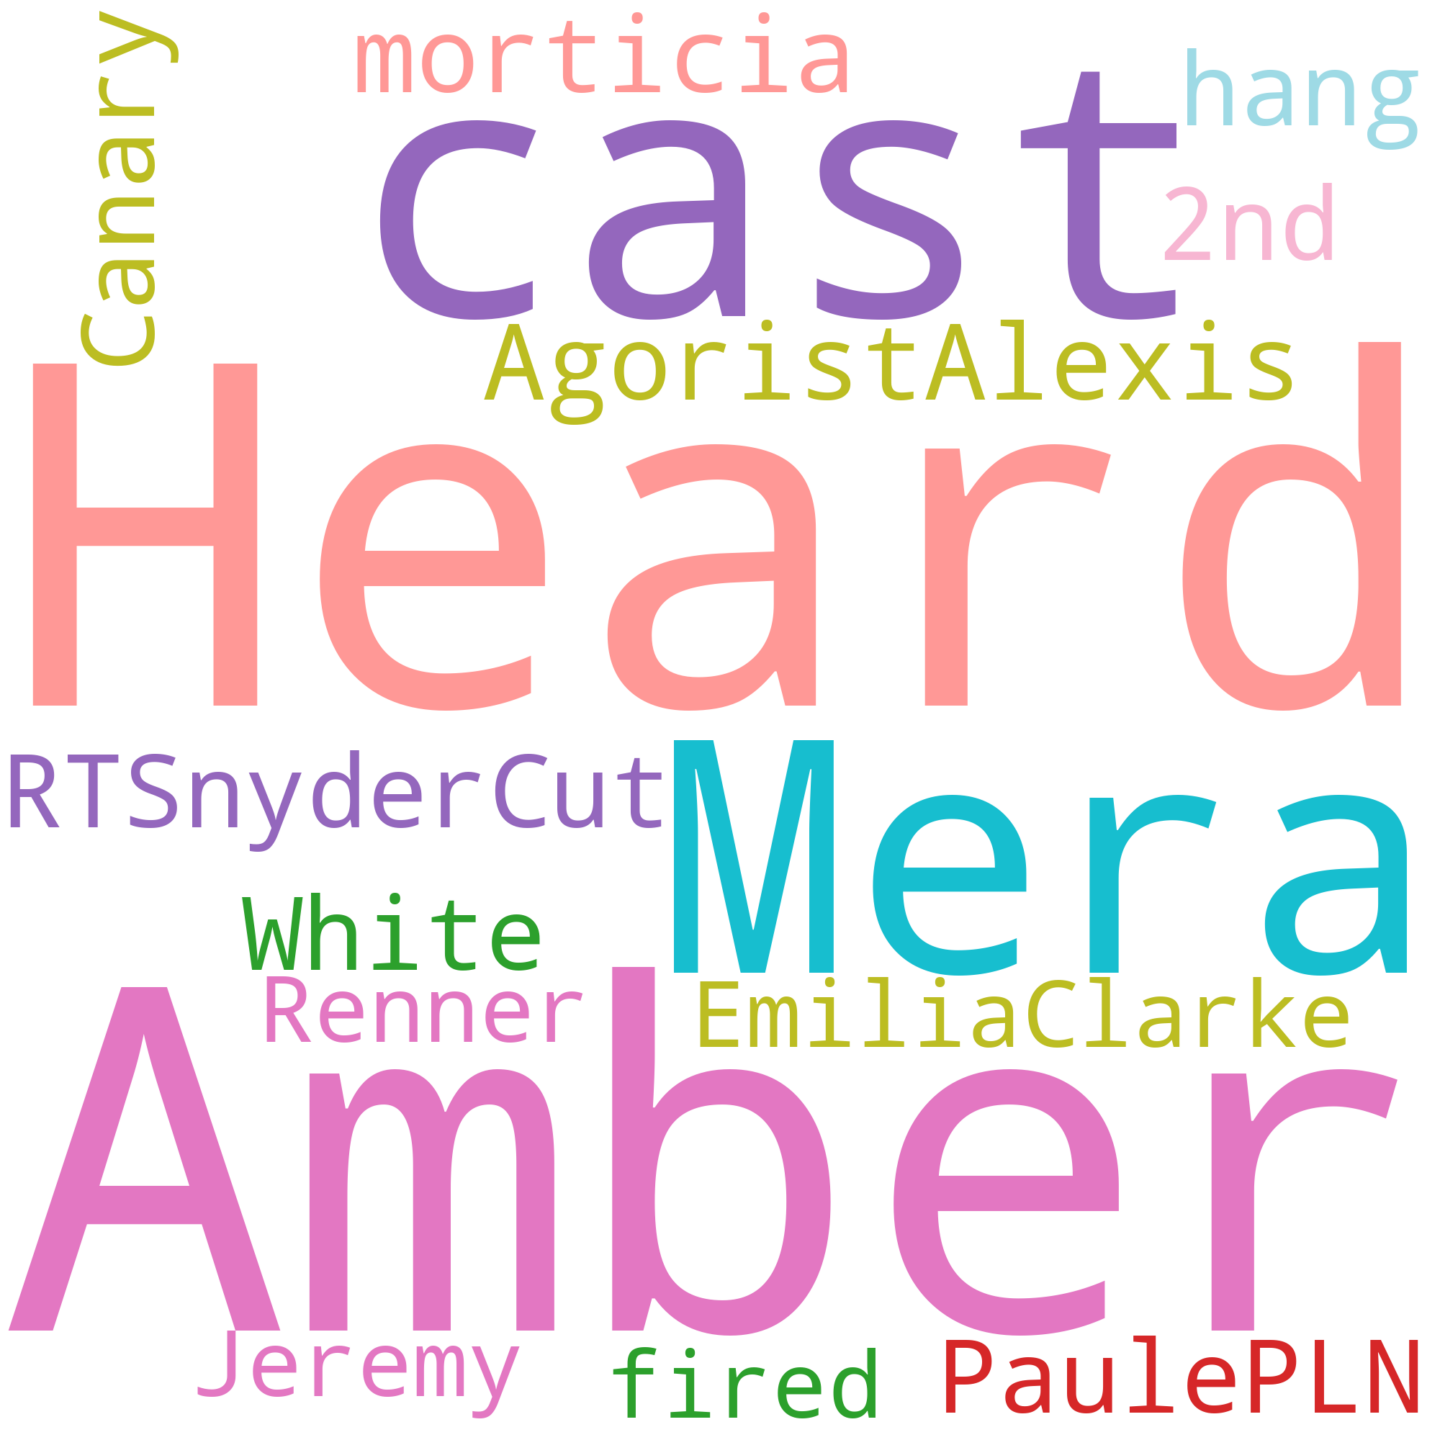 Canary
morticia
cast
hang
2nd
AgoristAlexis
Heard
RTSnyderCut
Mera
White
Renner
EmiliaClarke
Amber
Jeremy
fired
PaulePLN